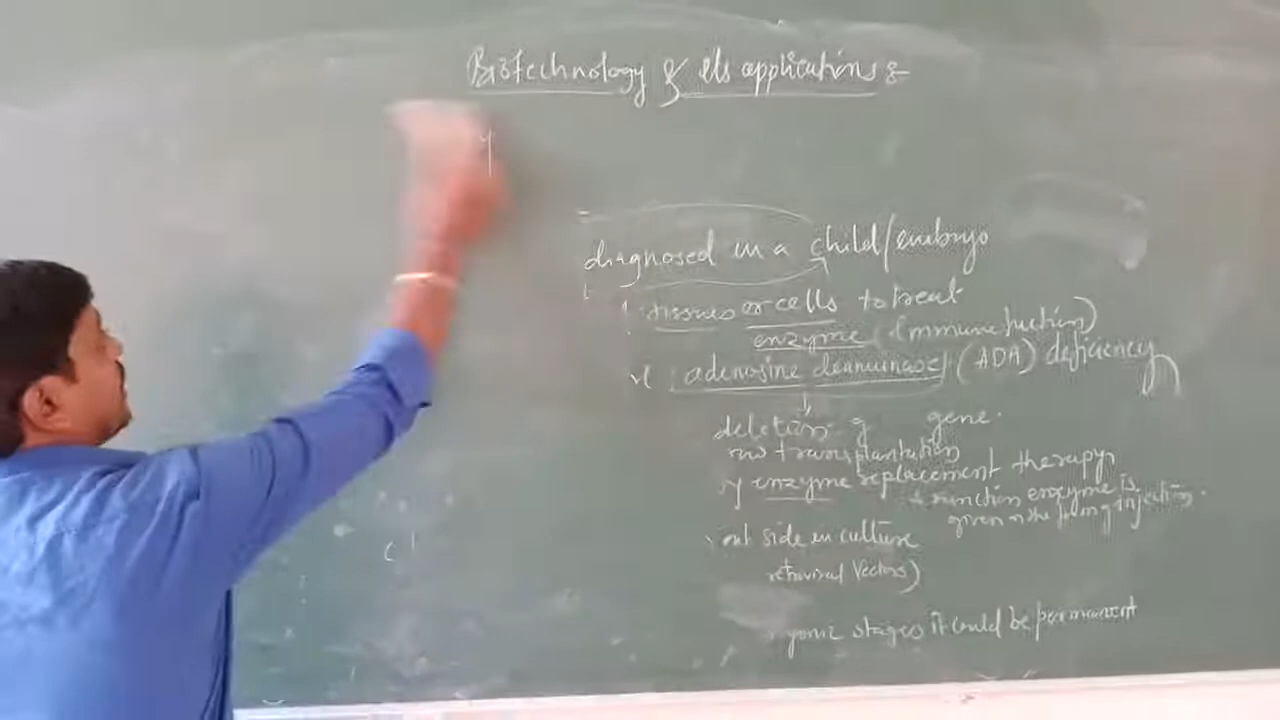 Biotechnology & its applications :-
diagnosed in a child/embryo
tissues or cells to treat
enzyme (Immune function)
adenosine deaminase (ADA) deficiency
deletion of gene.
transplantation
enzyme replacement therapy,
function enzyme is
given in the form of injection.
out side in culture
retroviral vectors)
yonic stages it could be permanent